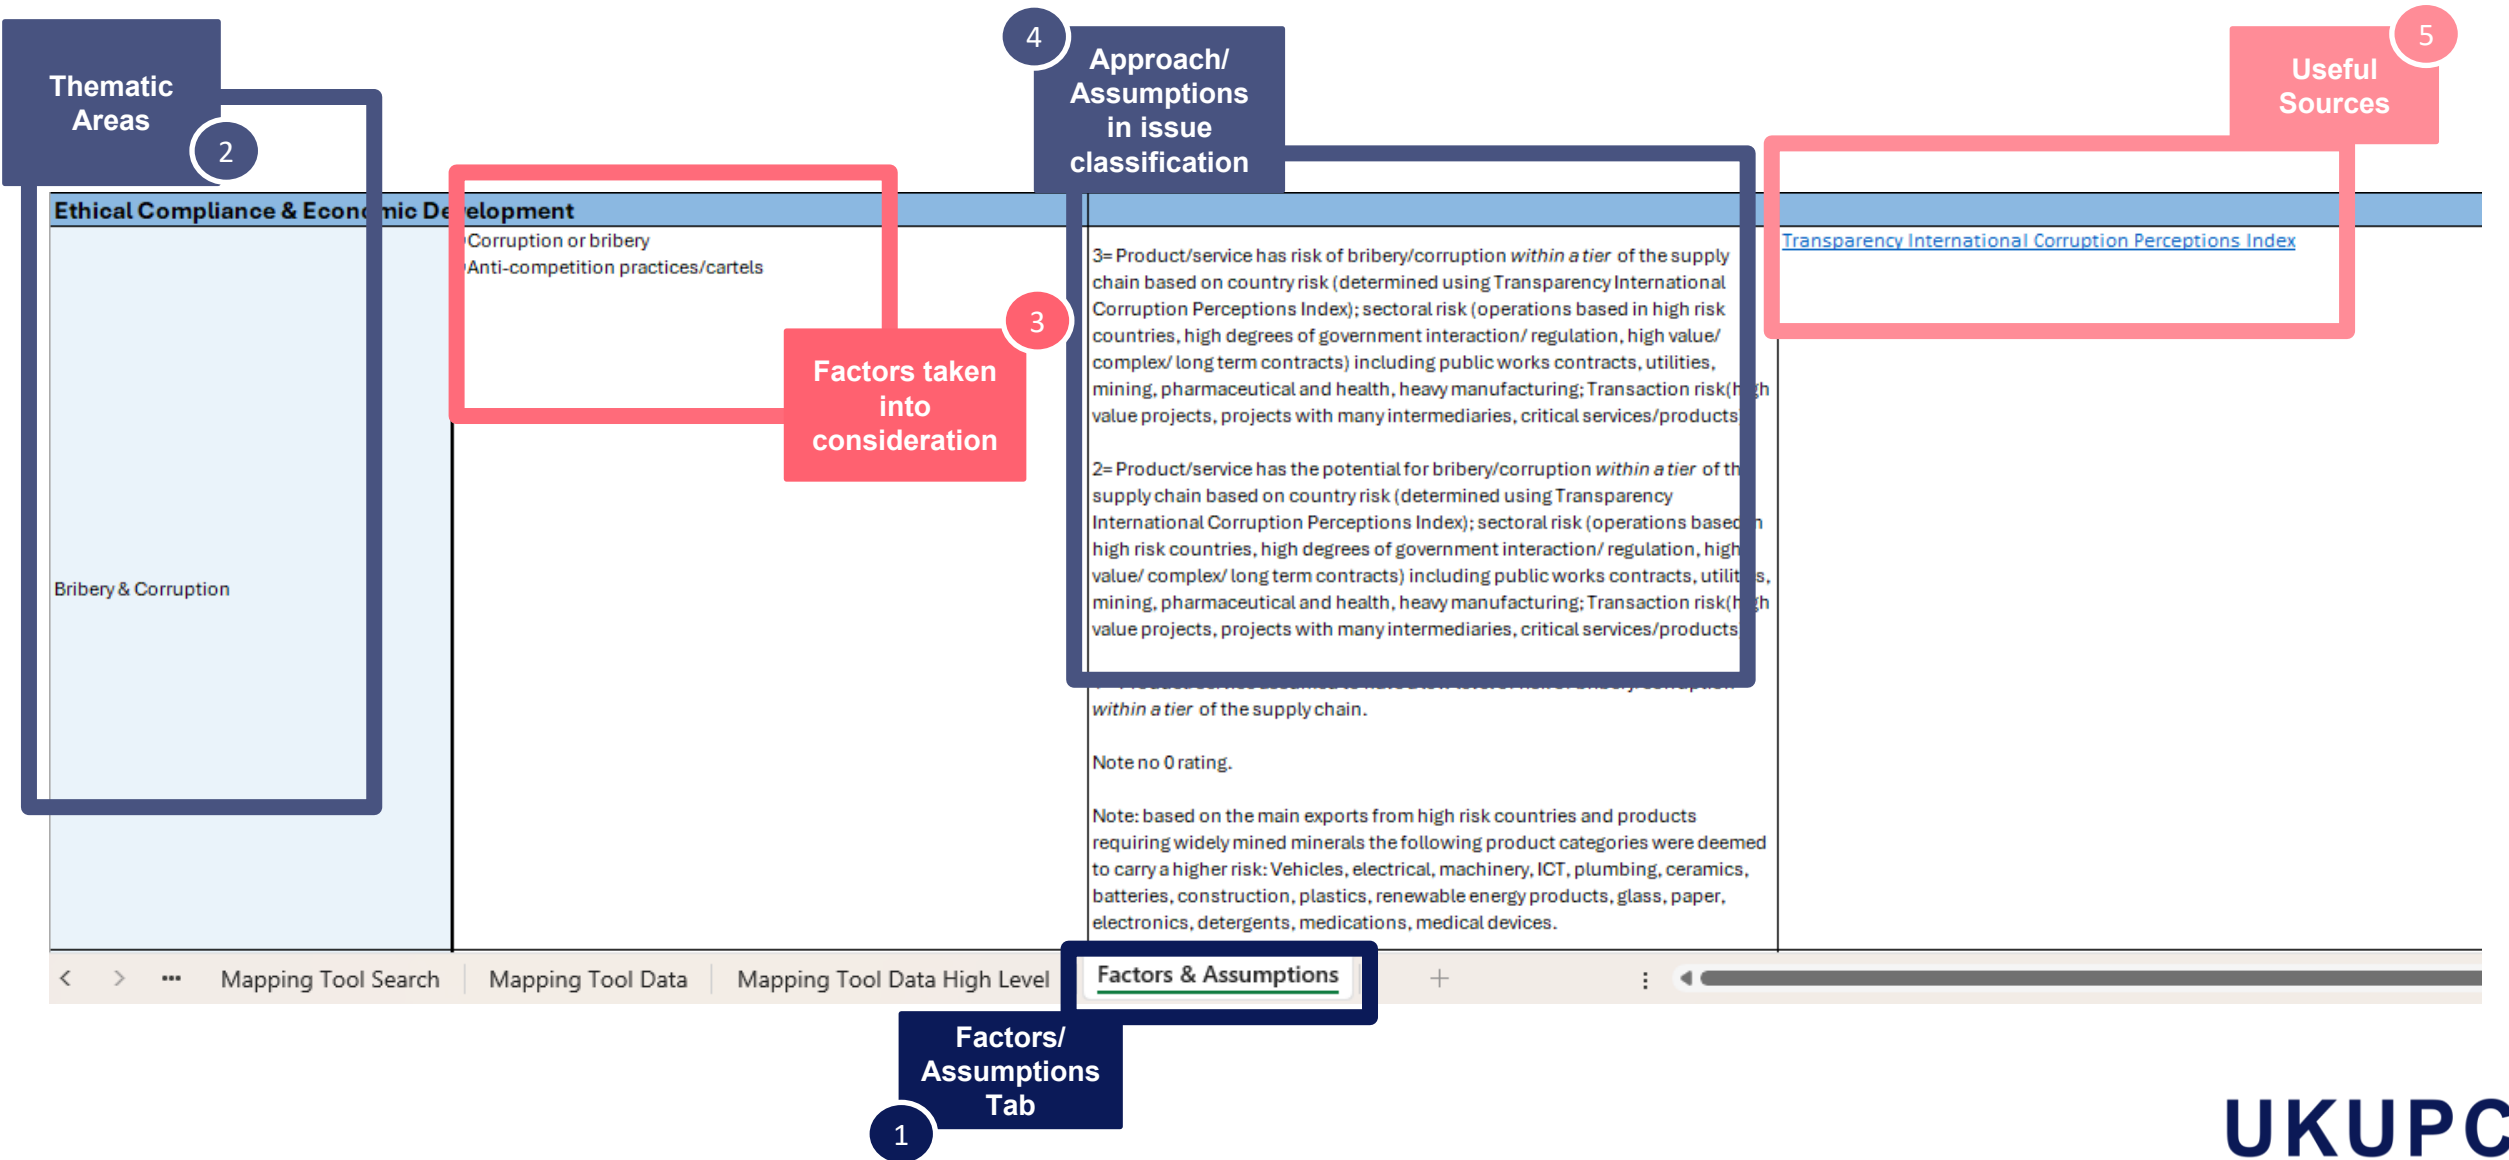 Thematic
Areas
2
4
Approach/
Assumptions
in issue
classification
5
Useful
Sources
Ethical Compliance & Economic Development
Corruption or bribery
Anti-competition practices/cartels
3
Factors taken
into
consideration
Bribery & Corruption
3= Product/service has risk of bribery/corruption within a tier of the supply
chain based on country risk (determined using Transparency International
Corruption Perceptions Index); sectoral risk (operations based in high risk
countries, high degrees of government interaction/ regulation, high value/
complex/ long term contracts) including public works contracts, utilities,
mining, pharmaceutical and health, heavy manufacturing; Transaction risk(high
value projects, projects with many intermediaries, critical services/products
2= Product/service has the potential for bribery/corruption within a tier of the
supply chain based on country risk (determined using Transparency
International Corruption Perceptions Index); sectoral risk (operations based in
high risk countries, high degrees of government interaction/ regulation, high
value/ complex/ long term contracts) including public works contracts, utilities,
mining, pharmaceutical and health, heavy manufacturing; Transaction risk(high
value projects, projects with many intermediaries, critical services/products
within a tier of the supply chain.
Note no 0 rating.
Note: based on the main exports from high risk countries and products
requiring widely mined minerals the following product categories were deemed
to carry a higher risk: Vehicles, electrical, machinery, ICT, plumbing, ceramics,
batteries, construction, plastics, renewable energy products, glass, paper,
electronics, detergents, medications, medical devices.
Transparency International Corruption Perceptions Index
Mapping Tool Search
Mapping Tool Data
Mapping Tool Data High Level
Factors & Assumptions
Factors/
Assumptions
Tab
1
UKUPC